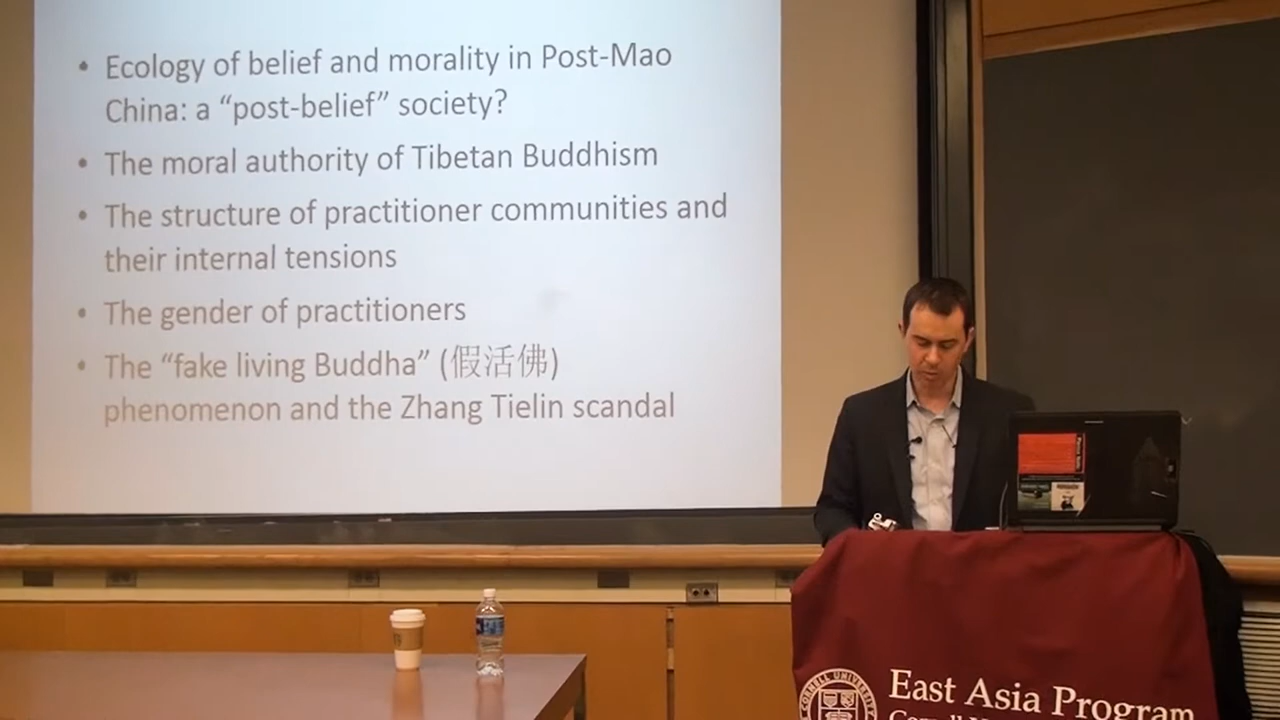 Ecology of belief and morality in Post-Mao
China: a “post-belief” society?
The moral authority of Tibetan Buddhism
The structure of practitioner communities and
their internal tensions
The gender of practitioners
The “fake living Buddha” (假活佛)
phenomenon and the Zhang Tielin scandal
CORNELL UNIVERSITY
East Asia Program